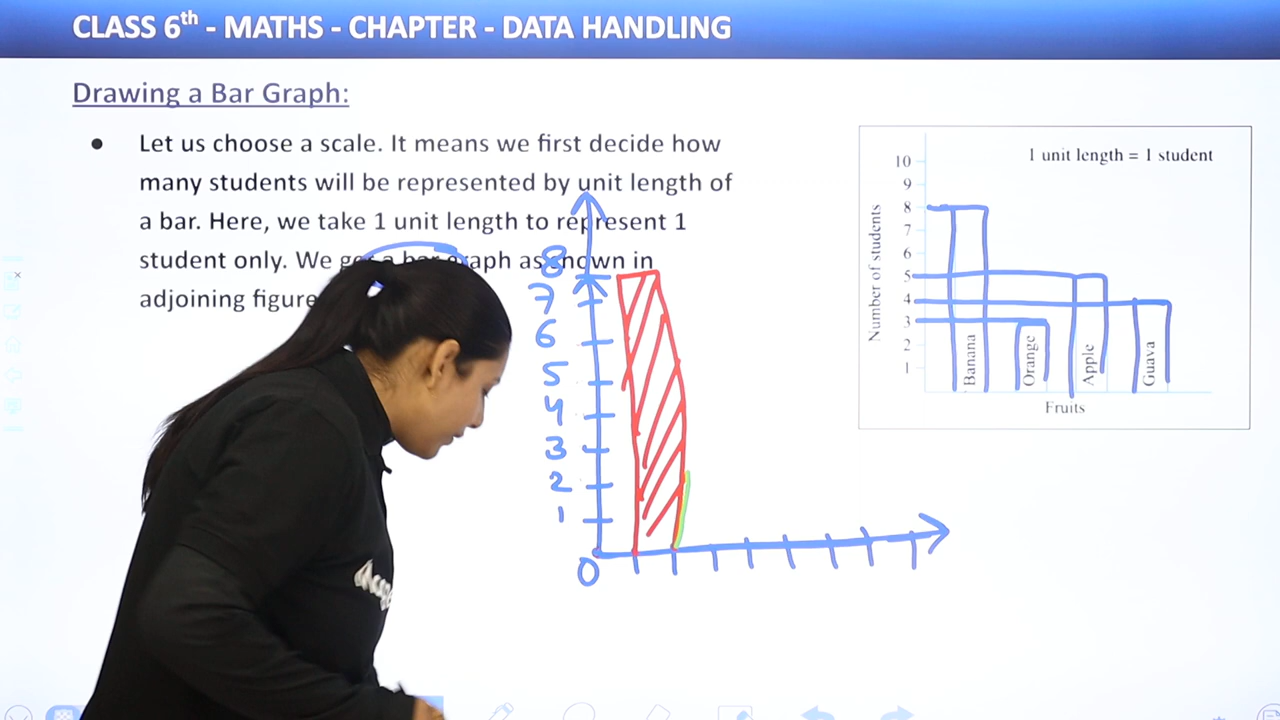 CLASS 6th - MATHS - CHAPTER - DATA HANDLING
Drawing a Bar Graph:
● Let us choose a scale. It means we first decide how
many students will be represented by unit length of
a bar. Here, we take 1 unit length to represent 1
student only. We get a bar graph as shown in
adjoining figure
8
7
6
5
4
3
2
1
0
1 unit length = 1 student
Number of students
10
9
8
7
6
5
4
3
2
1
Banana
Orange
Apple
Guava
Fruits